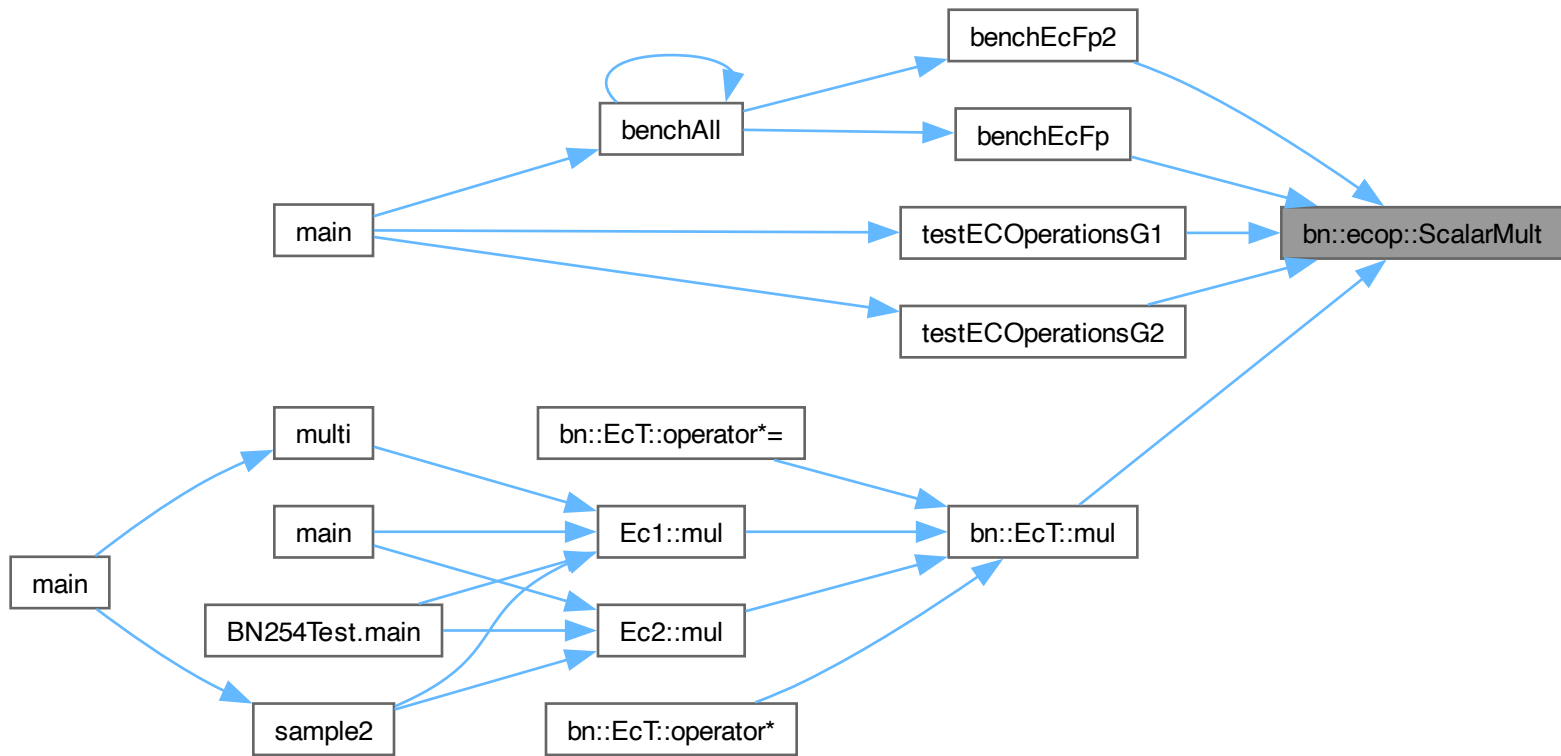 benchEcFp2
benchAll
benchEcFp
main
testECOperationsG1
bn::ecop::ScalarMult
testECOperationsG2
multi
bn::EcT::operator*=
main
Ec1::mul
bn::EcT::mul
main
BN254Test.main
Ec2::mul
sample2
bn::EcT::operator*